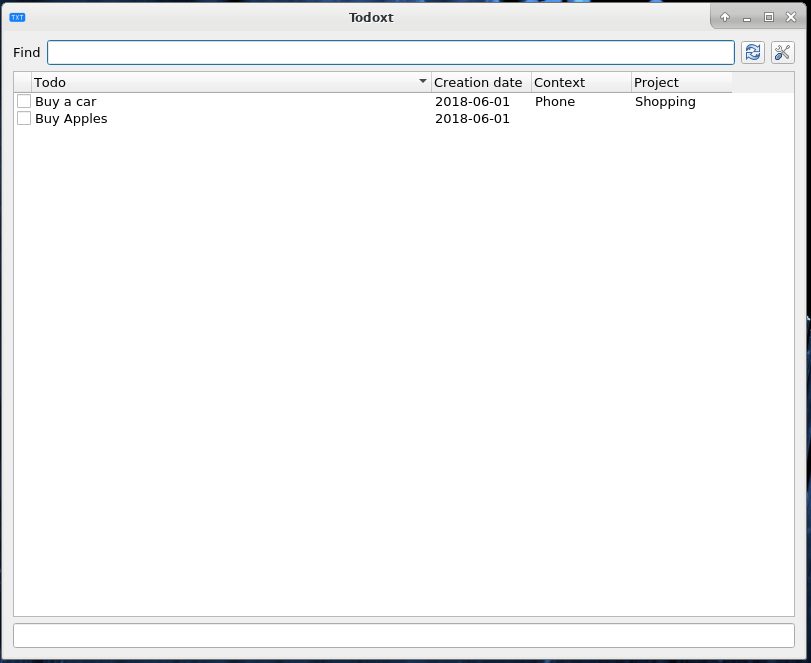 TXT
Todoxt
Find
Todo Creation date Context Project
Buy a car 2018-06-01 Phone Shopping
Buy Apples 2018-06-01